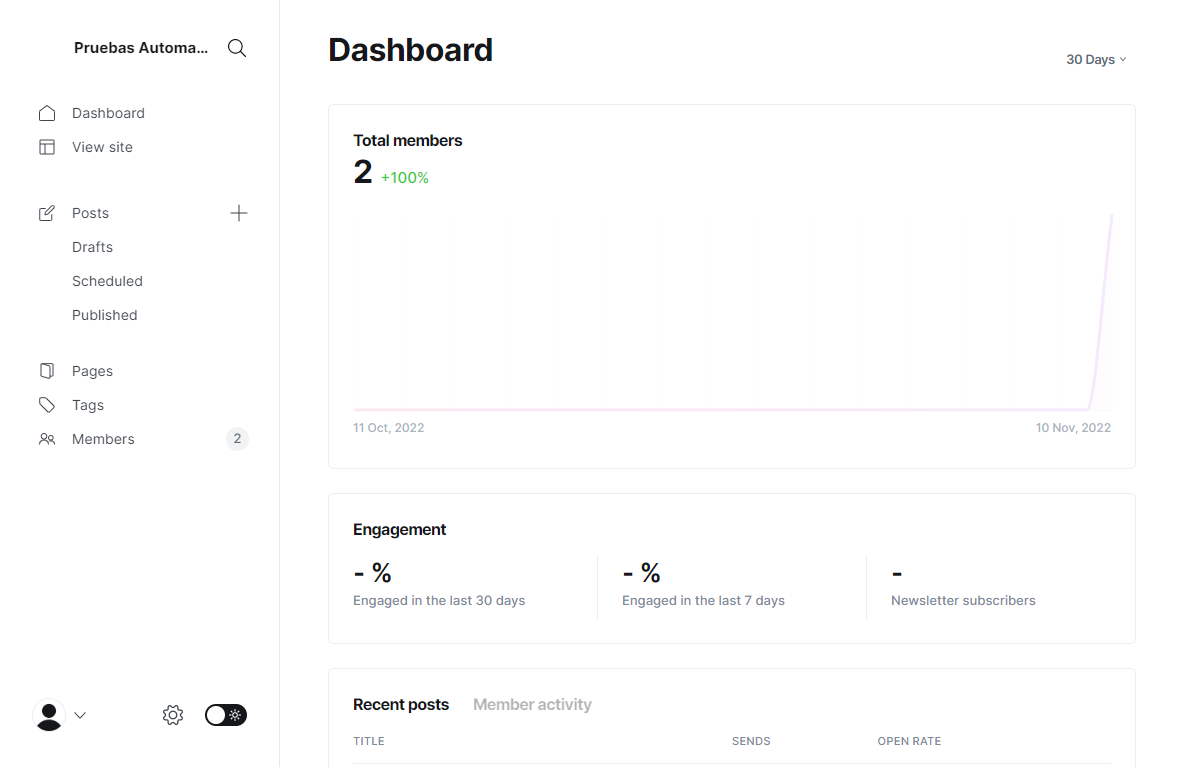 Pruebas Automa...
Dashboard
View site
Posts
Drafts
Scheduled
Published
Pages
Tags
Members 2
Dashboard
30 Days
Total members
2 +100%
11 Oct, 2022 10 Nov, 2022
Engagement
- % - % -
Engaged in the last 30 days Engaged in the last 7 days Newsletter subscribers
Recent posts Member activity
TITLE SENDS OPEN RATE